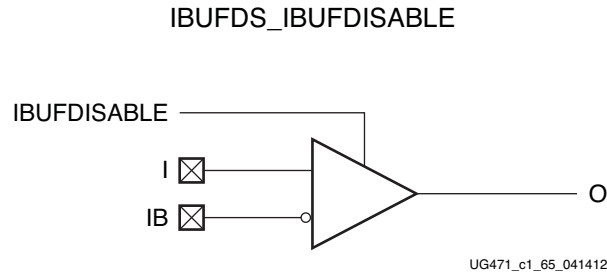 IBUFDS_IBUFDISABLE
IBUFDISABLE
I
IB
O
UG471_c1_65_041412